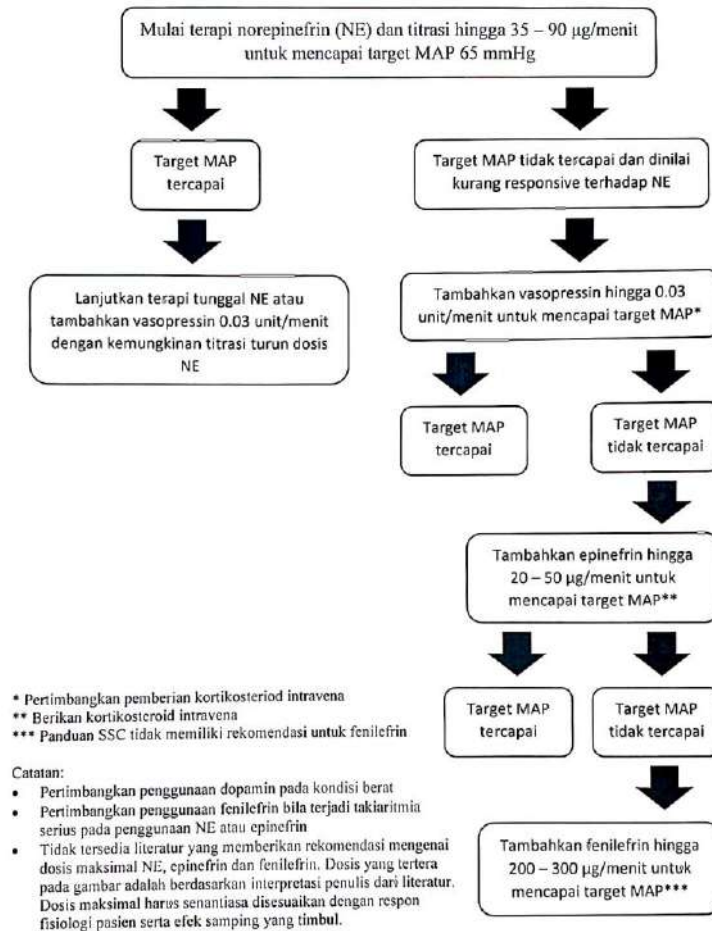 Mulai terapi norepinefrin (NE) dan titrasi hingga 35 – 90 µg/menit
untuk mencapai target MAP 65 mmHg
Target MAP
tercapai
Target MAP tidak tercapai dan dinilai
kurang responsive terhadap NE
Lanjutkan terapi tunggal NE atau
tambahkan vasopressin 0.03 unit/menit
dengan kemungkinan titrasi turun dosis
NE
Tambahkan vasopressin hingga 0.03
unit/menit untuk mencapai target MAP*
Target MAP
tercapai
Target MAP
tidak tercapai
Tambahkan epinefrin hingga
20 – 50 µg/menit untuk
mencapai target MAP**
Target MAP
tercapai
Target MAP
tidak tercapai
Tambahkan fenilefrin hingga
200 – 300 µg/menit untuk
mencapai target MAP***
* Pertimbangkan pemberian kortikosteriod intravena
** Berikan kortikosteroid intravena
*** Panduan SSC tidak memiliki rekomendasi untuk fenilefrin
Catatan:
• Pertimbangkan penggunaan dopamin pada kondisi berat
• Pertimbangkan penggunaan fenilefrin bila terjadi takiaritmia
serius pada penggunaan NE atau epinefrin
• Tidak tersedia literatur yang memberikan rekomendasi mengenai
dosis maksimal NE, epinefrin dan fenilefrin. Dosis yang tertera
pada gambar adalah berdasarkan interpretasi penulis dari literatur.
Dosis maksimal harus senantiasa disesuaikan dengan respon
fisiologi pasien serta efek samping yang timbul.